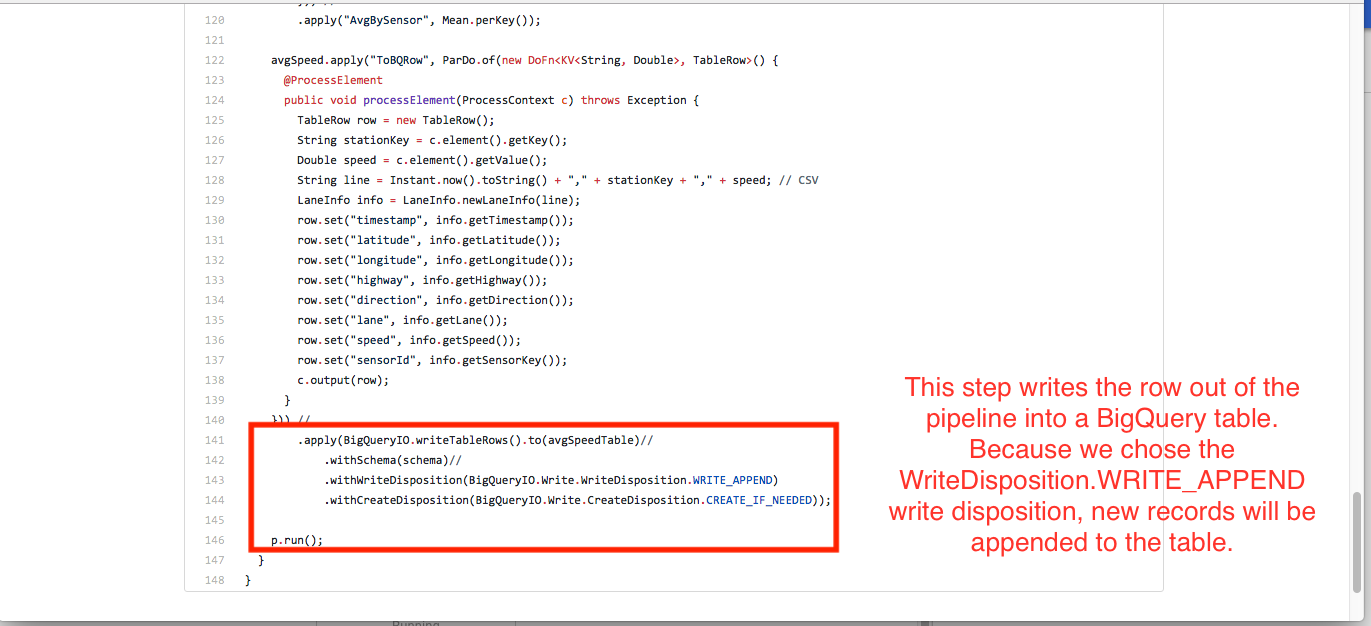 120 .apply("AvgBySensor", Mean.perKey());
121
122 avgSpeed.apply("ToBQRow", ParDo.of(new DoFn<KV<String, Double>, TableRow>() {
123 @ProcessElement
124 public void processElement(ProcessContext c) throws Exception {
125 TableRow row = new TableRow();
126 String stationKey = c.element().getKey();
127 Double speed = c.element().getValue();
128 String line = Instant.now().toString() + "," + stationKey + "," + speed; // CSV
129 LaneInfo info = LaneInfo.newLaneInfo(line);
130 row.set("timestamp", info.getTimestamp());
131 row.set("latitude", info.getLatitude());
132 row.set("longitude", info.getLongitude());
133 row.set("highway", info.getHighway());
134 row.set("direction", info.getDirection());
135 row.set("lane", info.getLane());
136 row.set("speed", info.getSpeed());
137 row.set("sensorId", info.getSensorKey());
138 c.output(row);
139 }
140 })) //
141 .apply(BigQueryIO.writeTableRows().to(avgSpeedTable)//
142 .withSchema(schema)//
143 .withWriteDisposition(BigQueryIO.Write.WriteDisposition.WRITE_APPEND)
144 .withCreateDisposition(BigQueryIO.Write.CreateDisposition.CREATE_IF_NEEDED));
145
146 p.run();
147 }
148 }
This step writes the row out of the
pipeline into a BigQuery table.
Because we chose the
WriteDisposition.WRITE_APPEND
write disposition, new records will be
appended to the table.
Running